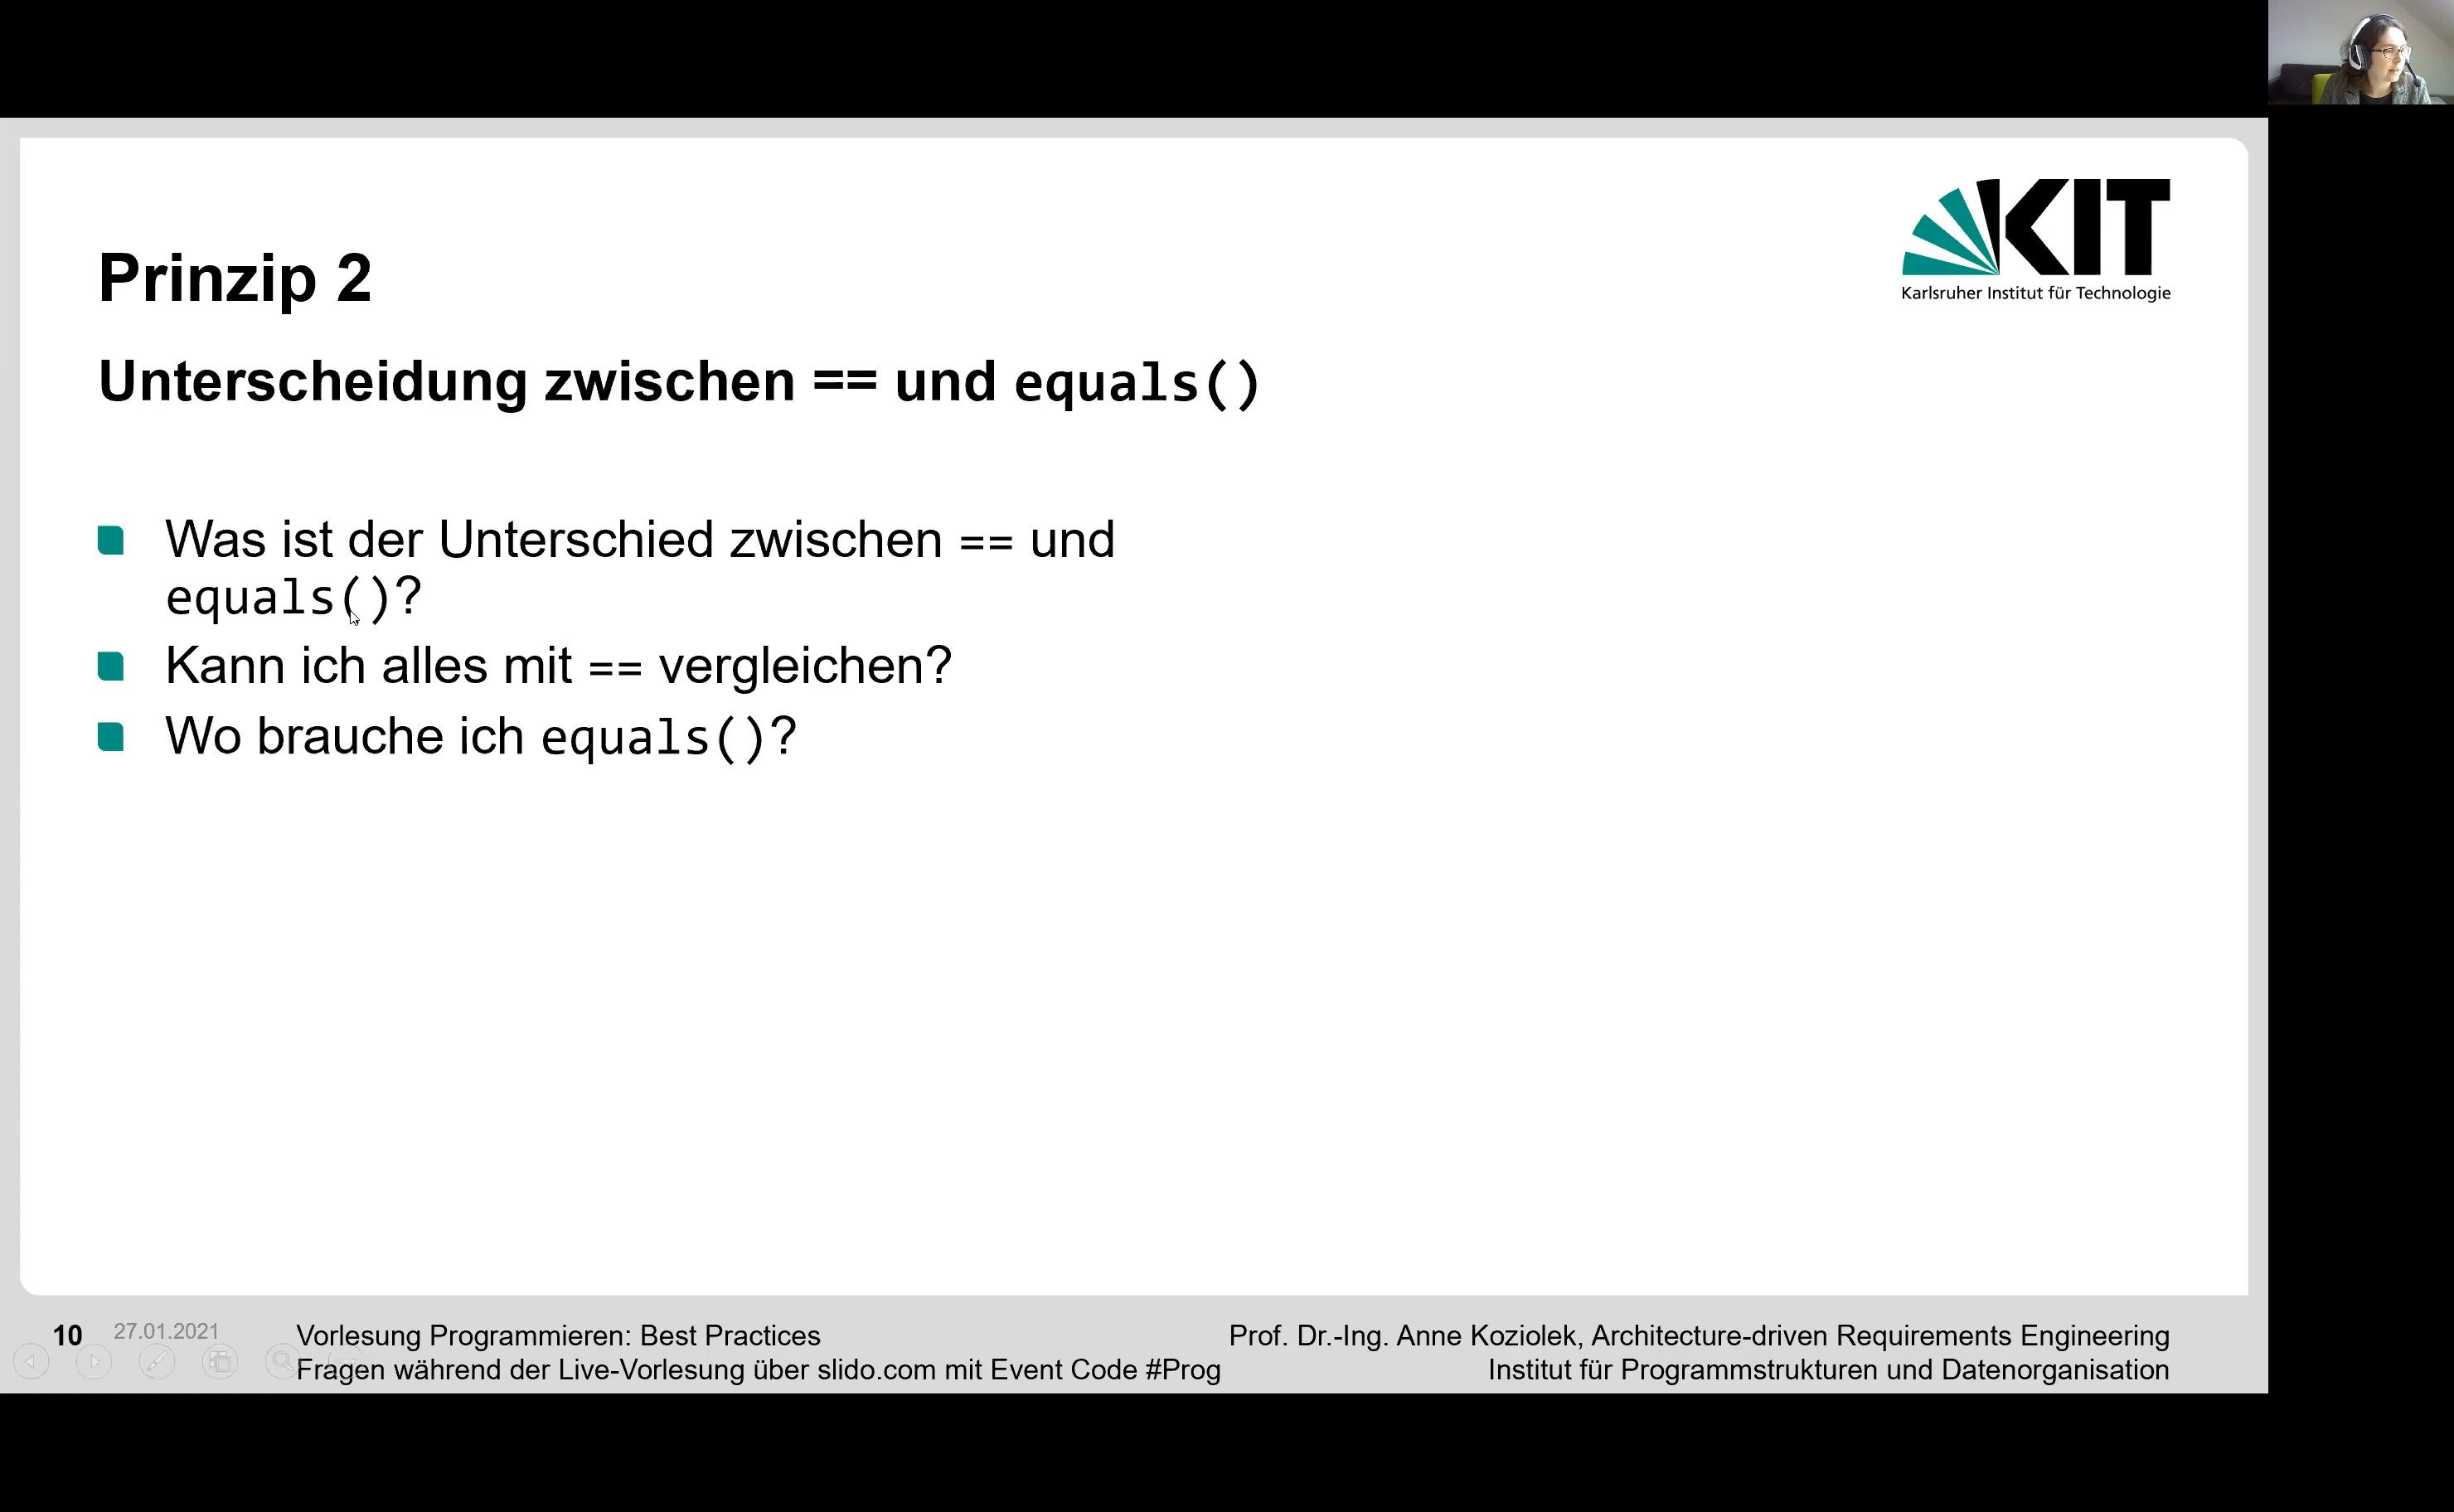 KIT
Karlsruher Institut für Technologie
Prinzip 2
Unterscheidung zwischen == und equals()
Was ist der Unterschied zwischen == und
equals()?
Kann ich alles mit == vergleichen?
Wo brauche ich equals()?
10
27.01.2021
Vorlesung Programmieren: Best Practices
Fragen während der Live-Vorlesung über slido.com mit Event Code #Prog
Prof. Dr.-Ing. Anne Koziolek, Architecture-driven Requirements Engineering
Institut für Programmstrukturen und Datenorganisation